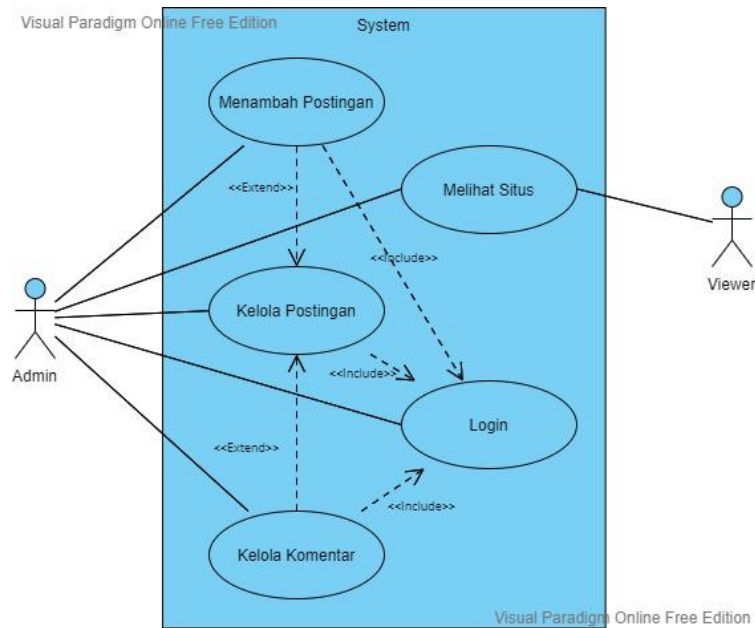 Visual Paradigm Online Free Edition
System
Menambah Postingan
<<Extend>>
Melihat Situs
<<Include>>
Viewer
Kelola Postingan
Admin
<<Include>>
Login
<<Extend>>
<<Include>>
Kelola Komentar
Visual Paradigm Online Free Edition